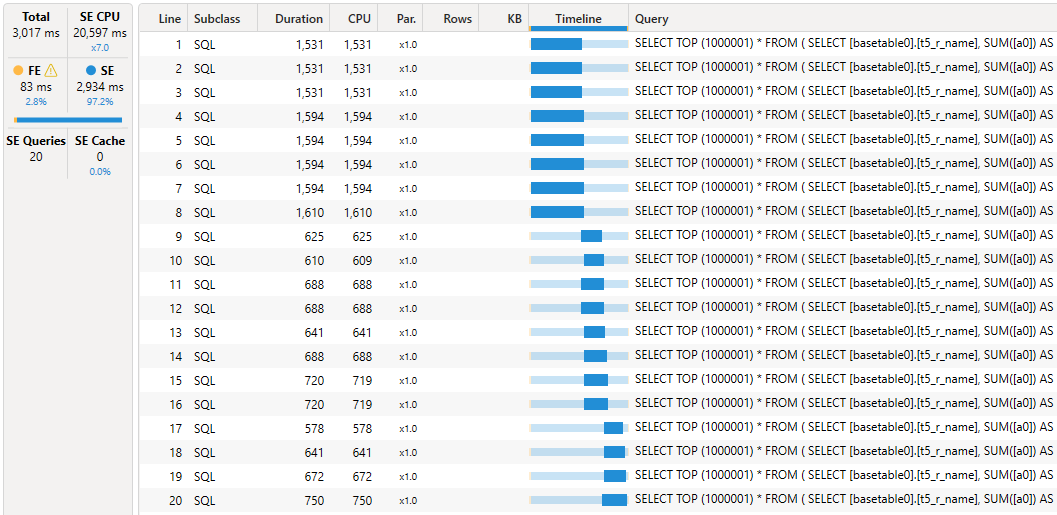 Total SE CPU
3,017 ms 20,597 ms
x7.0
FE SE
83 ms 2,934 ms
2.8% 97.2%
SE Queries SE Cache
20 0
0.0%
Line Subclass Duration CPU Par. Rows KB Timeline Query
1 SQL 1,531 1,531 x1.0 SELECT TOP (1000001) * FROM ( SELECT [basetable0].[t5_r_name], SUM([a0]) AS
2 SQL 1,531 1,531 x1.0 SELECT TOP (1000001) * FROM ( SELECT [basetable0].[t5_r_name], SUM([a0]) AS
3 SQL 1,531 1,531 x1.0 SELECT TOP (1000001) * FROM ( SELECT [basetable0].[t5_r_name], SUM([a0]) AS
4 SQL 1,594 1,594 x1.0 SELECT TOP (1000001) * FROM ( SELECT [basetable0].[t5_r_name], SUM([a0]) AS
5 SQL 1,594 1,594 x1.0 SELECT TOP (1000001) * FROM ( SELECT [basetable0].[t5_r_name], SUM([a0]) AS
6 SQL 1,594 1,594 x1.0 SELECT TOP (1000001) * FROM ( SELECT [basetable0].[t5_r_name], SUM([a0]) AS
7 SQL 1,594 1,594 x1.0 SELECT TOP (1000001) * FROM ( SELECT [basetable0].[t5_r_name], SUM([a0]) AS
8 SQL 1,610 1,610 x1.0 SELECT TOP (1000001) * FROM ( SELECT [basetable0].[t5_r_name], SUM([a0]) AS
9 SQL 625 625 x1.0 SELECT TOP (1000001) * FROM ( SELECT [basetable0].[t5_r_name], SUM([a0]) AS
10 SQL 610 609 x1.0 SELECT TOP (1000001) * FROM ( SELECT [basetable0].[t5_r_name], SUM([a0]) AS
11 SQL 688 688 x1.0 SELECT TOP (1000001) * FROM ( SELECT [basetable0].[t5_r_name], SUM([a0]) AS
12 SQL 688 688 x1.0 SELECT TOP (1000001) * FROM ( SELECT [basetable0].[t5_r_name], SUM([a0]) AS
13 SQL 641 641 x1.0 SELECT TOP (1000001) * FROM ( SELECT [basetable0].[t5_r_name], SUM([a0]) AS
14 SQL 688 688 x1.0 SELECT TOP (1000001) * FROM ( SELECT [basetable0].[t5_r_name], SUM([a0]) AS
15 SQL 720 719 x1.0 SELECT TOP (1000001) * FROM ( SELECT [basetable0].[t5_r_name], SUM([a0]) AS
16 SQL 720 719 x1.0 SELECT TOP (1000001) * FROM ( SELECT [basetable0].[t5_r_name], SUM([a0]) AS
17 SQL 578 578 x1.0 SELECT TOP (1000001) * FROM ( SELECT [basetable0].[t5_r_name], SUM([a0]) AS
18 SQL 641 641 x1.0 SELECT TOP (1000001) * FROM ( SELECT [basetable0].[t5_r_name], SUM([a0]) AS
19 SQL 672 672 x1.0 SELECT TOP (1000001) * FROM ( SELECT [basetable0].[t5_r_name], SUM([a0]) AS
20 SQL 750 750 x1.0 SELECT TOP (1000001) * FROM ( SELECT [basetable0].[t5_r_name], SUM([a0]) AS